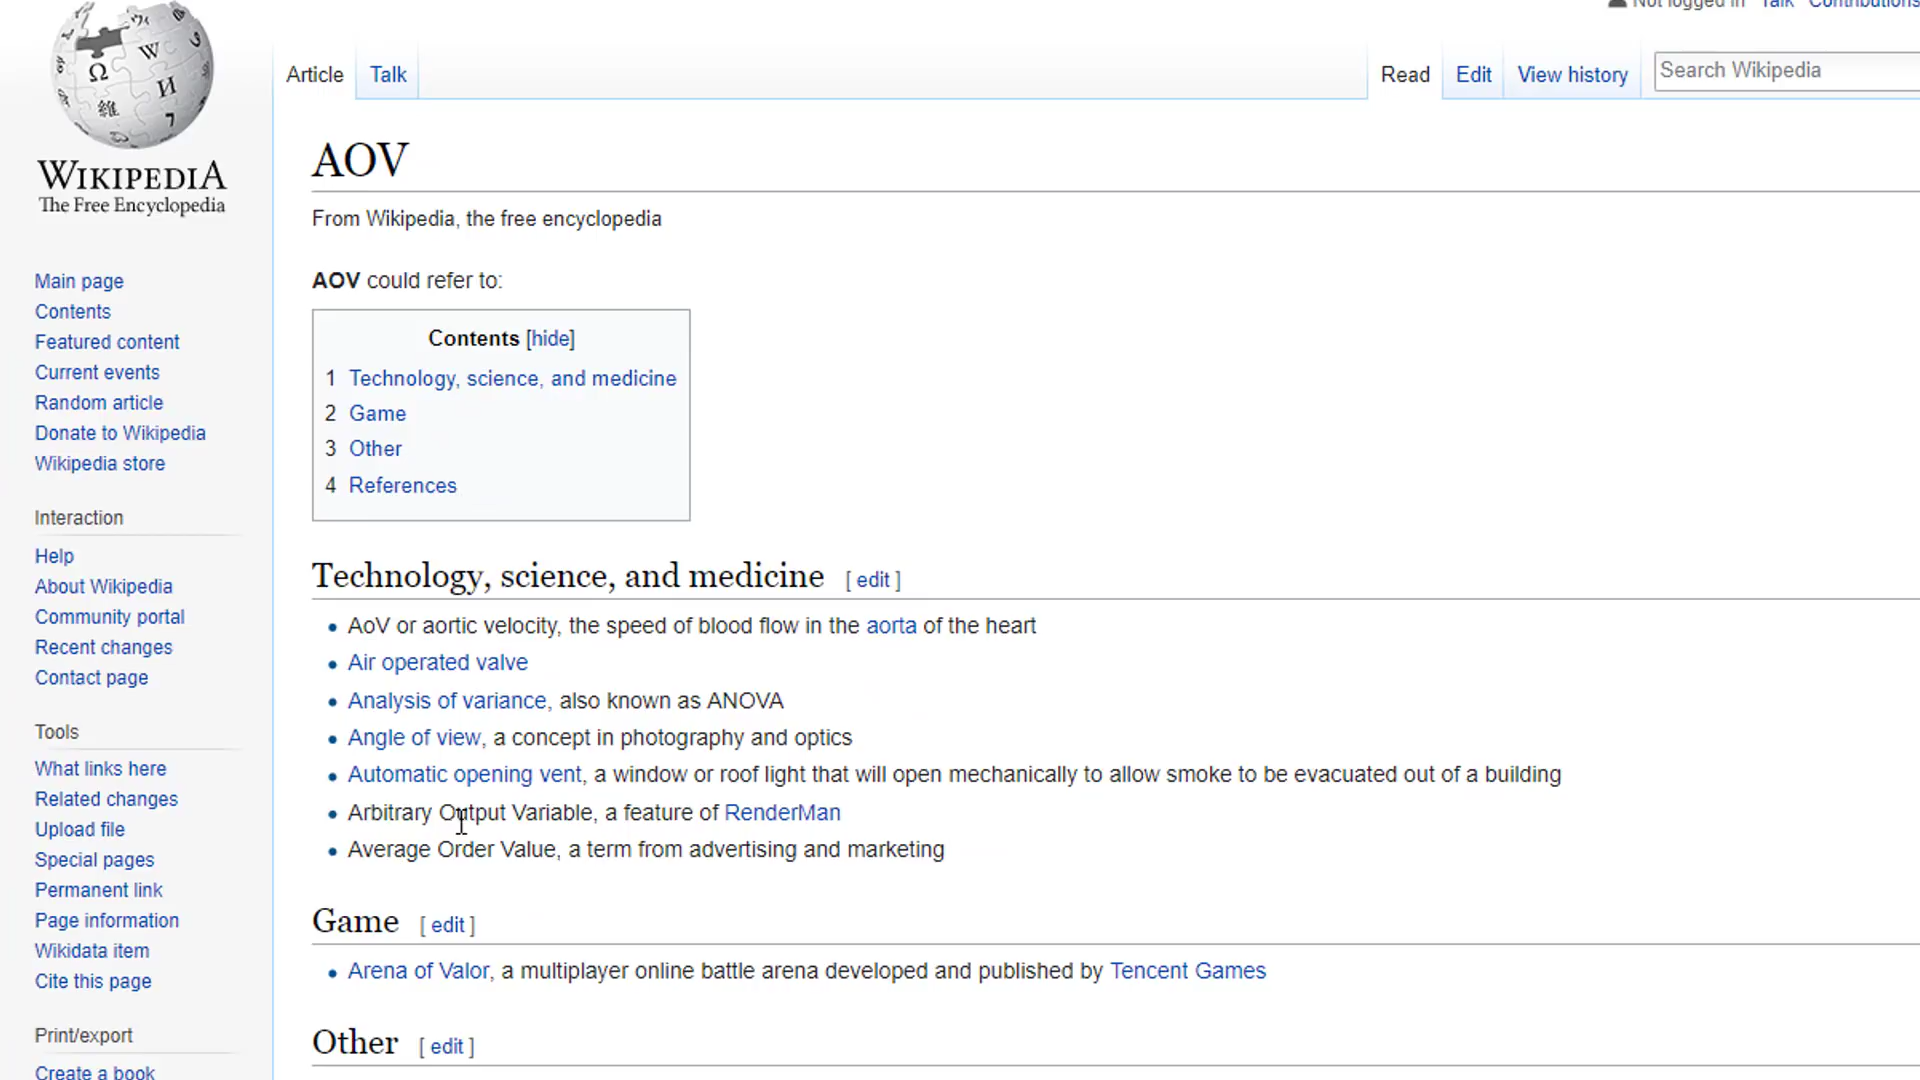 Not logged in Talk Contributions
Article Talk Read Edit View history Search Wikipedia
WIKIPEDIA
The Free Encyclopedia
Main page
Contents
Featured content
Current events
Random article
Donate to Wikipedia
Wikipedia store
Interaction
Help
About Wikipedia
Community portal
Recent changes
Contact page
Tools
What links here
Related changes
Upload file
Special pages
Permanent link
Page information
Wikidata item
Cite this page
Print/export
Create a book
AOV
From Wikipedia, the free encyclopedia
AOV could refer to:
Contents [hide]
1 Technology, science, and medicine
2 Game
3 Other
4 References
Technology, science, and medicine [ edit ]
• AoV or aortic velocity, the speed of blood flow in the aorta of the heart
• Air operated valve
• Analysis of variance, also known as ANOVA
• Angle of view, a concept in photography and optics
• Automatic opening vent, a window or roof light that will open mechanically to allow smoke to be evacuated out of a building
• Arbitrary Output Variable, a feature of RenderMan
• Average Order Value, a term from advertising and marketing
Game [ edit ]
• Arena of Valor, a multiplayer online battle arena developed and published by Tencent Games
Other [ edit ]